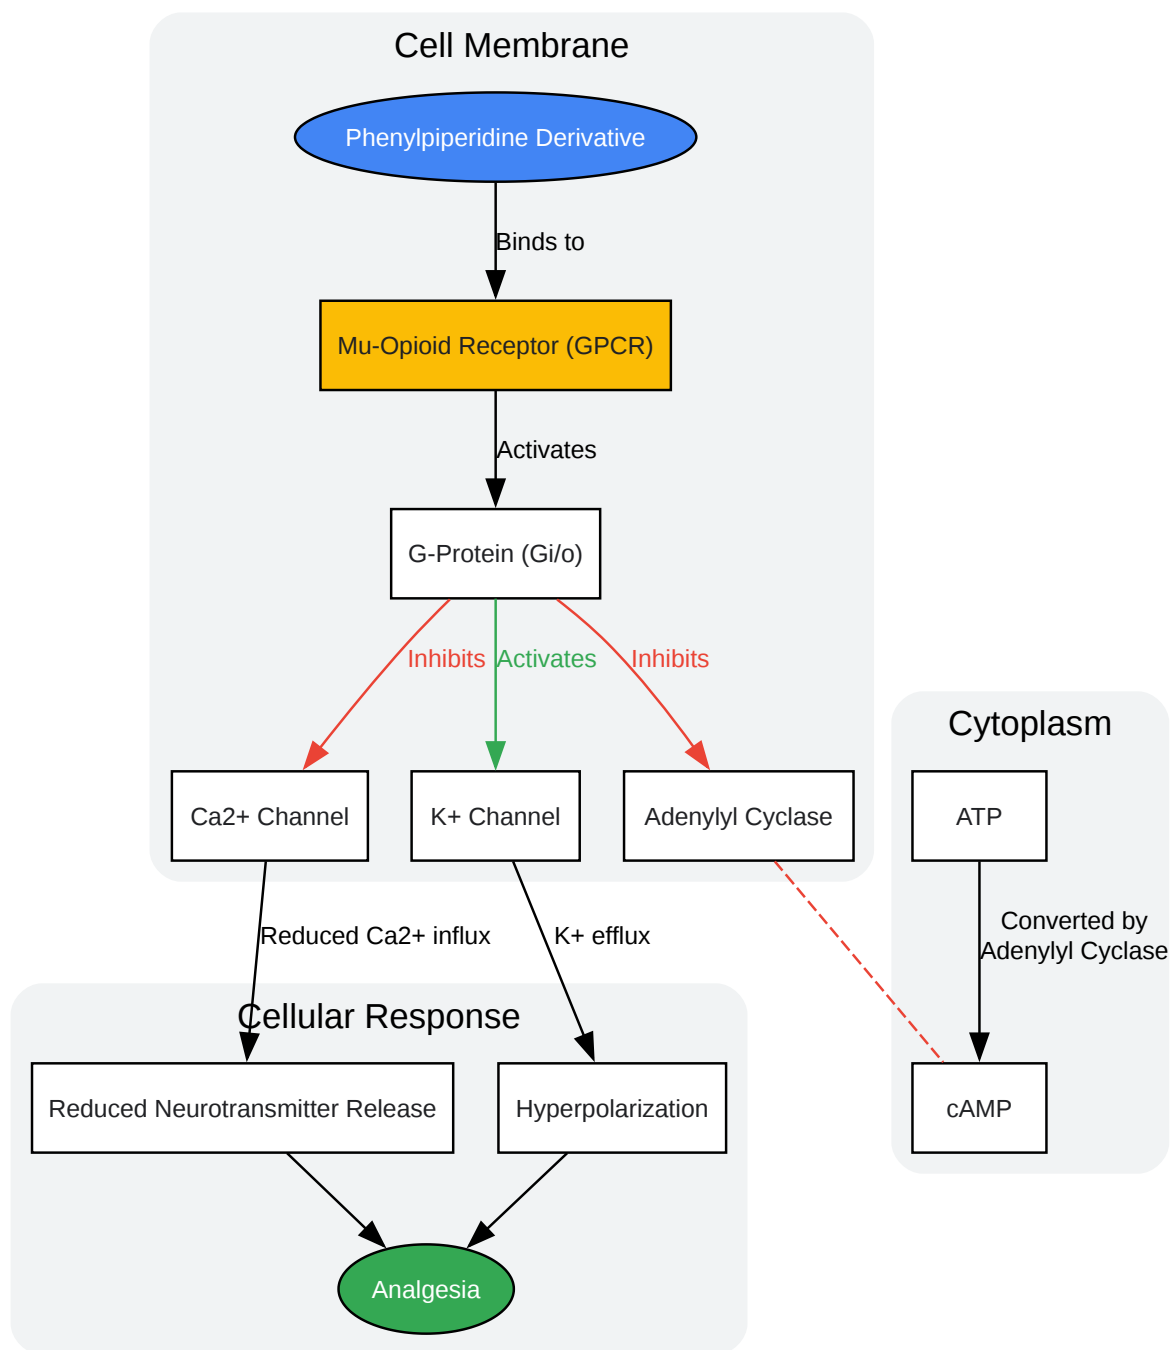 Cell Membrane
Phenylpiperidine Derivative
Binds to
Mu-Opioid Receptor (GPCR)
Activates
G-Protein (Gi/o)
Inhibits
Activates
Inhibits
Cytoplasm
Ca2+ Channel
K+ Channel
Adenylyl Cyclase
ATP
Reduced Ca2+ influx
K+ efflux
Converted by
Adenylyl Cyclase
Cellular Response
Reduced Neurotransmitter Release
Hyperpolarization
cAMP
Analgesia